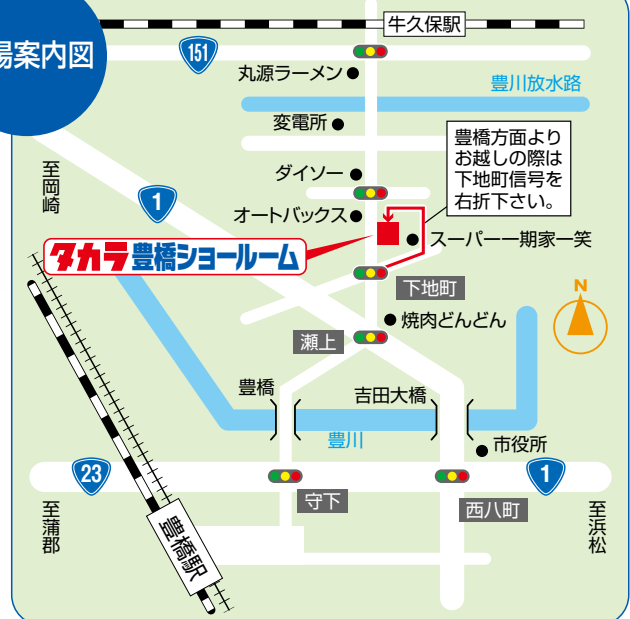 場案内図
牛久保駅
151
丸源ラーメン
豊川放水路
変電所
豊橋方面より
お越しの際は
下地町信号を
右折下さい。
ダイソー
至岡崎
1
オートバックス
スーパー一期家一笑
タカラ豊橋ショールーム
下地町
N
焼肉どんどん
瀬上
豊橋
吉田大橋
豊川
市役所
23
1
守下
西八町
至蒲郡
豊橋駅
至浜松